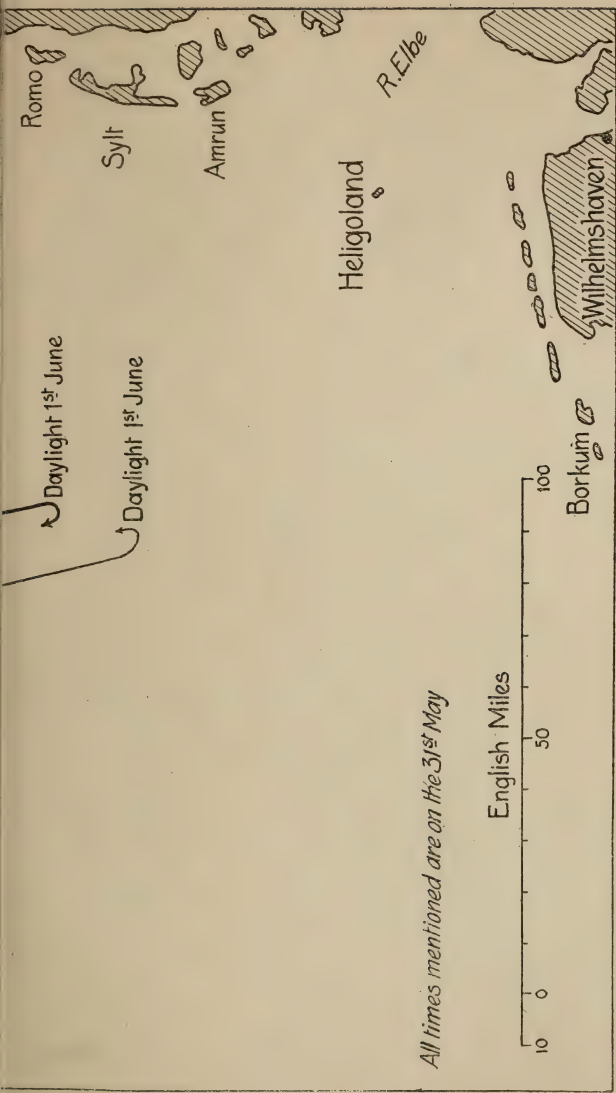 Romo
Sylt
Amrun
Daylight 1st June
Daylight 1st June
Heligoland
R. Elbe
All times mentioned are on the 31st May
English Miles
10 0 50 100
Borkum
Wilhelmshaven